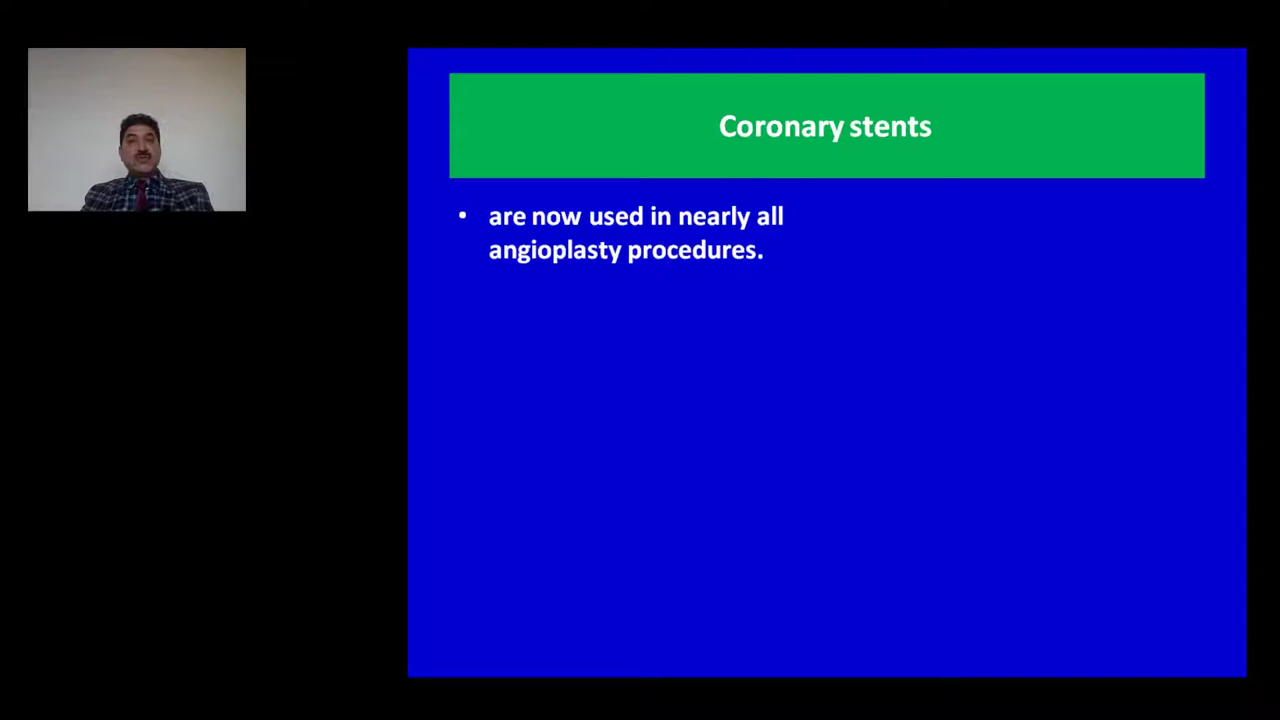 Coronary stents
• are now used in nearly all
angioplasty procedures.